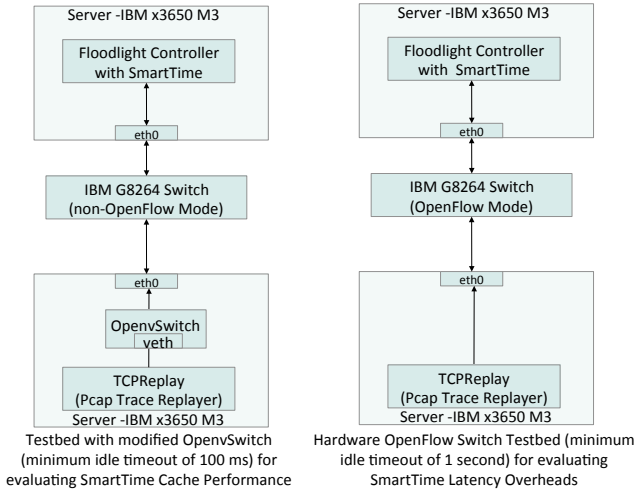 Server -IBM x3650 M3
Floodlight Controller
with SmartTime
eth0
IBM G8264 Switch
(non-OpenFlow Mode)
eth0
OpenvSwitch
veth
TCPReplay
(Pcap Trace Replayer)
Server -IBM x3650 M3
Testbed with modified OpenvSwitch
(minimum idle timeout of 100 ms) for
evaluating SmartTime Cache Performance
Server -IBM x3650 M3
Floodlight Controller
with SmartTime
eth0
IBM G8264 Switch
(OpenFlow Mode)
eth0
TCPReplay
(Pcap Trace Replayer)
Server -IBM x3650 M3
Hardware OpenFlow Switch Testbed (minimum
idle timeout of 1 second) for evaluating
SmartTime Latency Overheads